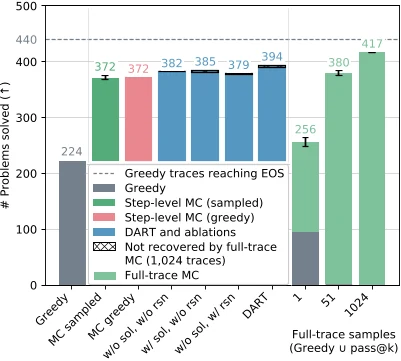 # Problems solved (↑)
500
440
400
300
200
100
0
224
372
372
382
385
379
394
256
380
417
Greedy traces reaching EOS
Greedy
Step-level MC (sampled)
Step-level MC (greedy)
DART and ablations
Not recovered by full-trace
MC (1,024 traces)
Full-trace MC
Greedy
MC sampled
MC greedy
w/o sol, w/o rsn
w/ sol, w/o rsn
w/o sol, w/ rsn
DART
1
51
1024
Full-trace samples
(Greedy ∪ pass@k)